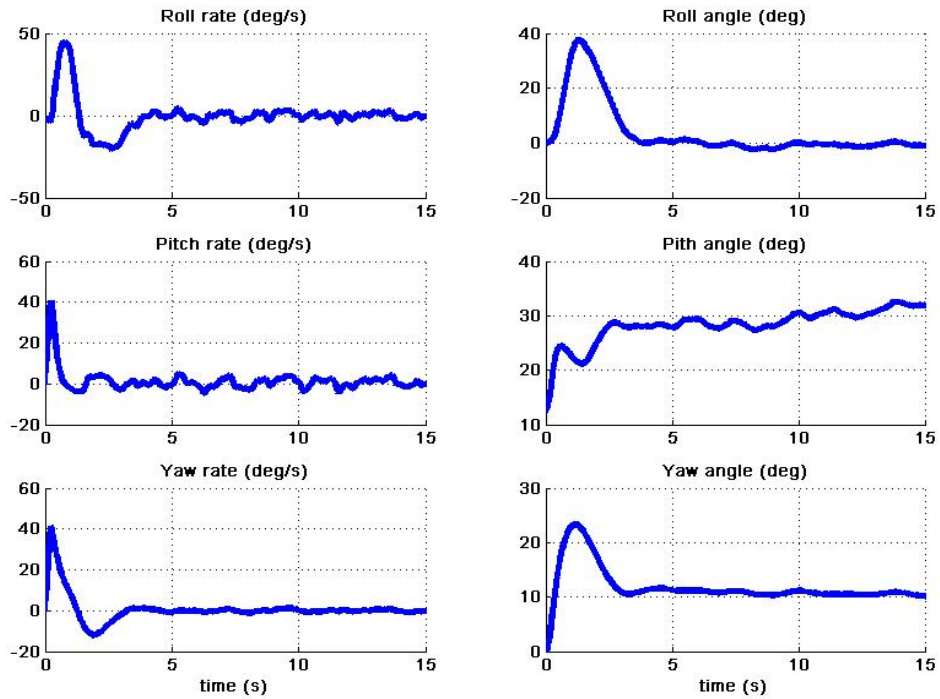 Roll rate (deg/s)
50
0
-50
0 5 10 15
Roll angle (deg)
40
20
0
-20
0 5 10 15
Pitch rate (deg/s)
60
40
20
0
-20
0 5 10 15
Pith angle (deg)
40
30
20
10
0 5 10 15
Yaw rate (deg/s)
60
40
20
0
-20
0 5 10 15
time (s)
Yaw angle (deg)
30
20
10
0
0 5 10 15
time (s)